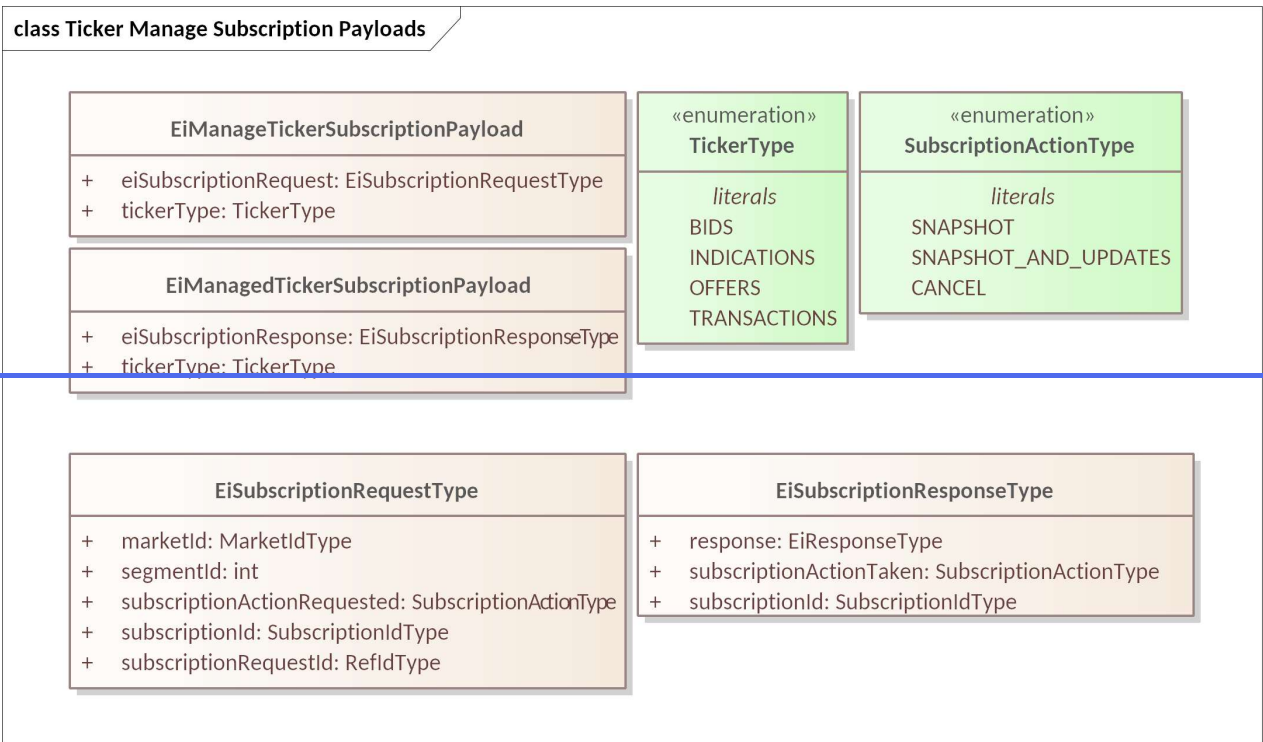 class Ticker Manage Subscription Payloads
EiManageTickerSubscriptionPayload
+ eiSubscriptionRequest: EiSubscriptionRequestType
+ tickerType: TickerType
EiManagedTickerSubscriptionPayload
+ eiSubscriptionResponse: EiSubscriptionResponseType
+ tickerType: TickerType
«enumeration»
TickerType
literals
BIDS
INDICATIONS
OFFERS
TRANSACTIONS
«enumeration»
SubscriptionActionType
literals
SNAPSHOT
SNAPSHOT_AND_UPDATES
CANCEL
EiSubscriptionRequestType
+ marketId: MarketIdType
+ segmentId: int
+ subscriptionActionRequested: SubscriptionActionType
+ subscriptionId: SubscriptionIdType
+ subscriptionRequestId: RefIdType
EiSubscriptionResponseType
+ response: EiResponseType
+ subscriptionActionTaken: SubscriptionActionType
+ subscriptionId: SubscriptionIdType